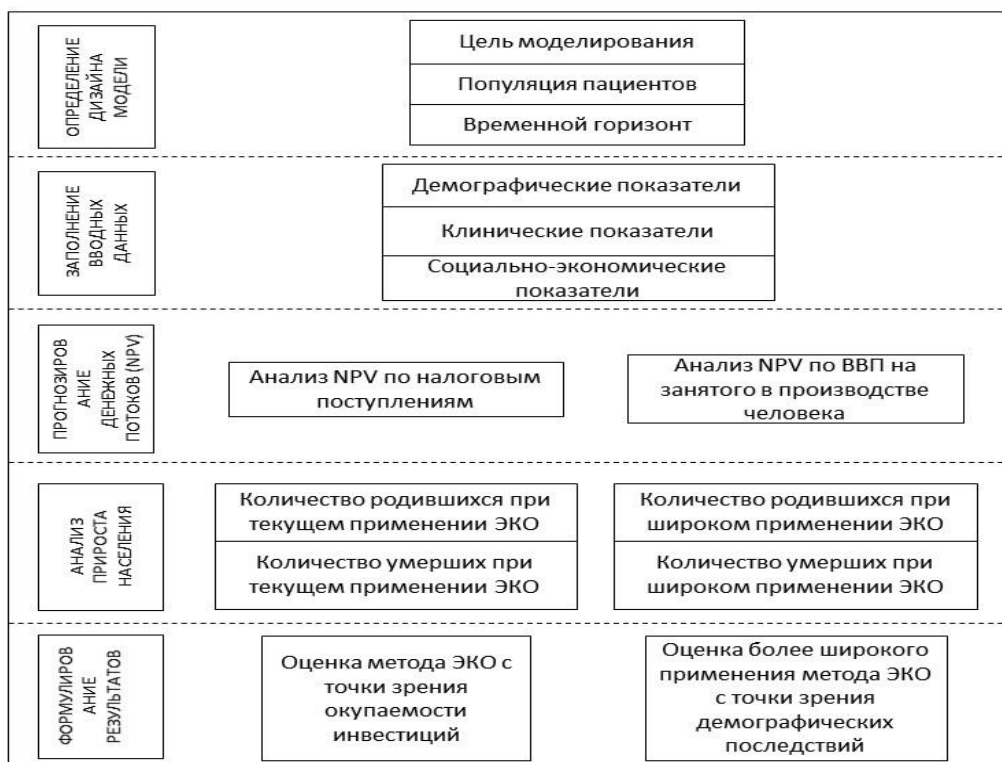 ОПРЕДЕЛЕНИЕ
ДИЗАЙНА
МОДЕЛИ
Цель моделирования
Популяция пациентов
Временной горизонт
ЗАПОЛНЕНИЕ
ВВОДНЫХ
ДАННЫХ
Демографические показатели
Клинические показатели
Социально-экономические
показатели
ПРОГНОЗИРОВ
АНИЕ
ДЕНЕЖНЫХ
ПОТОКОВ (NPV)
Анализ NPV по налоговым
поступлениям
Анализ NPV по ВВП на
занятого в производстве
человека
АНАЛИЗ
ПРИРОСТА
НАСЕЛЕНИЯ
Количество родившихся при
текущем применении ЭКО
Количество умерших при
текущем применении ЭКО
Количество родившихся при
широком применении ЭКО
Количество умерших при
широком применении ЭКО
ФОРМУЛИРОВ
АНИЕ
РЕЗУЛЬТАТОВ
Оценка метода ЭКО с
точки зрения
окупаемости
инвестиций
Оценка более широкого
применения метода ЭКО
с точки зрения
демографических
последствий